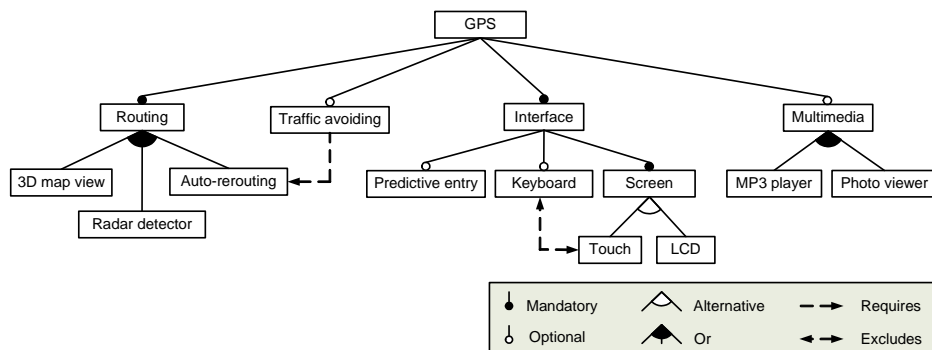 GPS
Routing
Traffic avoiding
Interface
Multimedia
3D map view
Auto-rerouting
Predictive entry
Keyboard
Screen
MP3 player
Photo viewer
Radar detector
Touch
LCD
Mandatory
Alternative
Requires
Optional
Or
Excludes